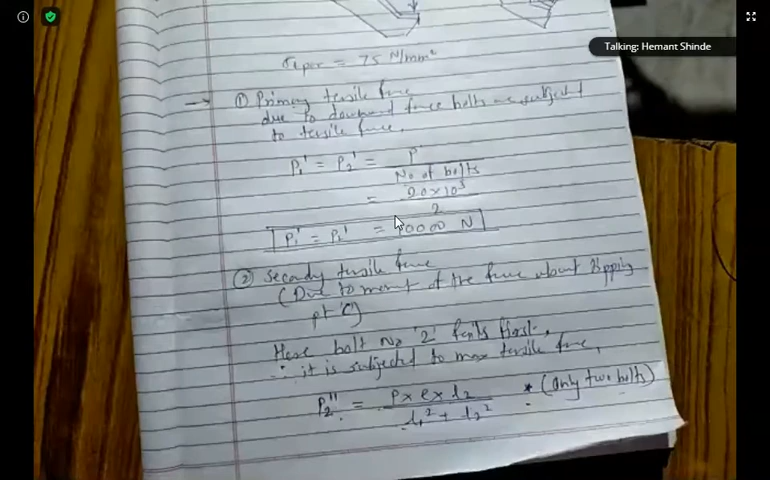 Talking: Hemant Shinde
σt per = 75 N/mm²
→ ① Primary tensile force
due to downward force bolts are subject
to tensile force.
P₁' = P₂' = P / No of bolts
= 20×10³ / 2
P₁' = P₂' = 10000 N
② Secondy tensile force
(Due to moment of the force about Tipping
pt 'C')
Here bolt No '2' fails first.
∴ it is subjected to max tensile force,
P₂'' = P × e × l₂ / l₁² + l₂² * (Only two bolts)